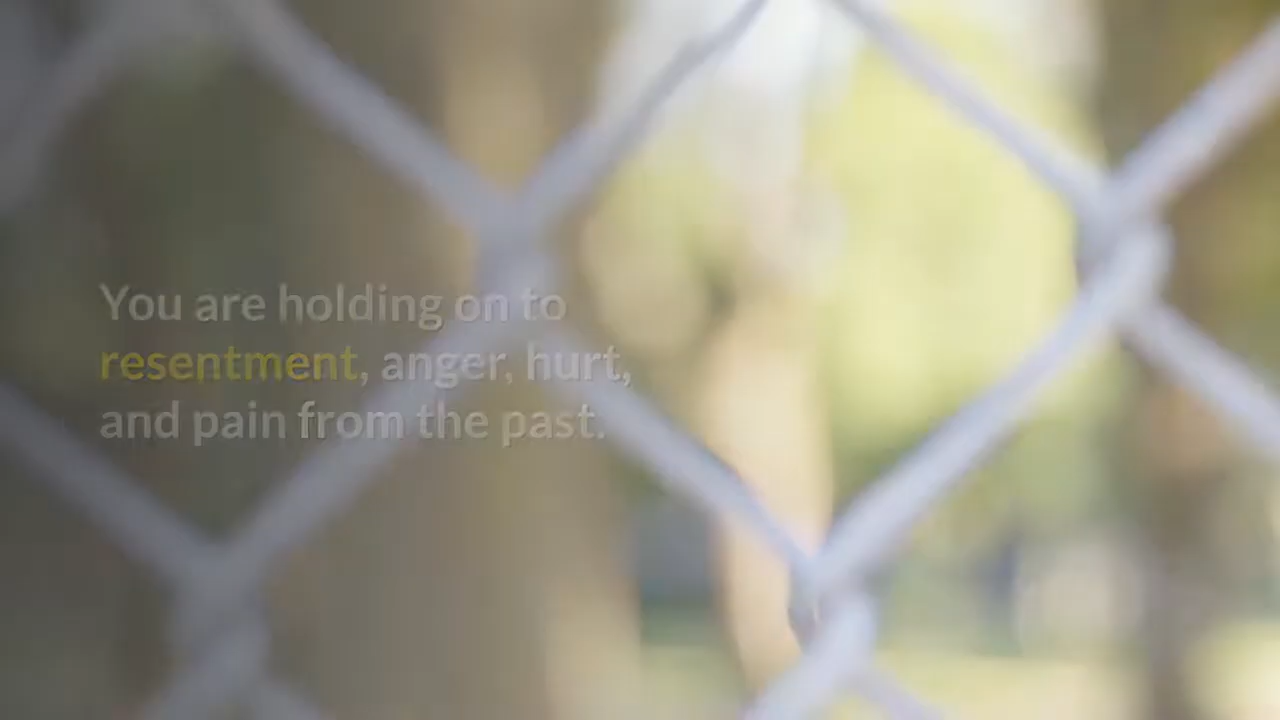 You are holding on to
resentment, anger, hurt,
and pain from the past.